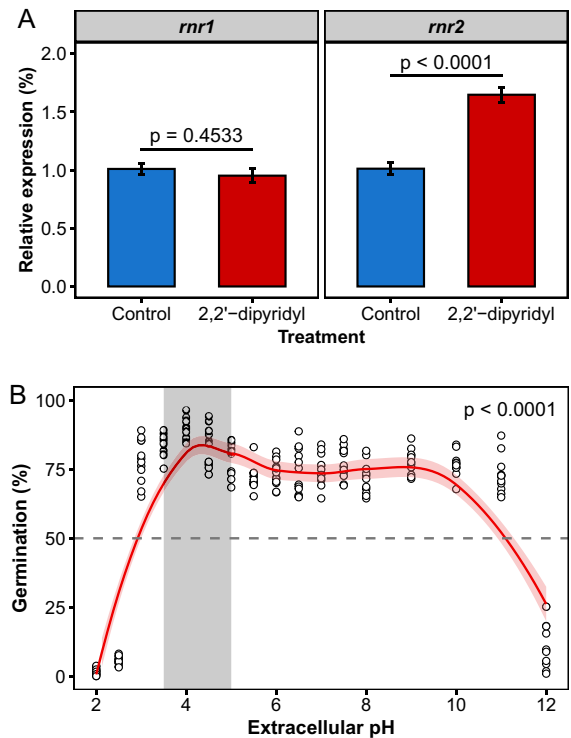 A
rnr1 rnr2
p < 0.0001
p = 0.4533
Relative expression (%)
2.0
1.5
1.0
0.5
0.0
Control 2,2'−dipyridyl Control 2,2'−dipyridyl
Treatment
B
p < 0.0001
Germination (%)
100
75
50
25
0
2 4 6 8 10 12
Extracellular pH